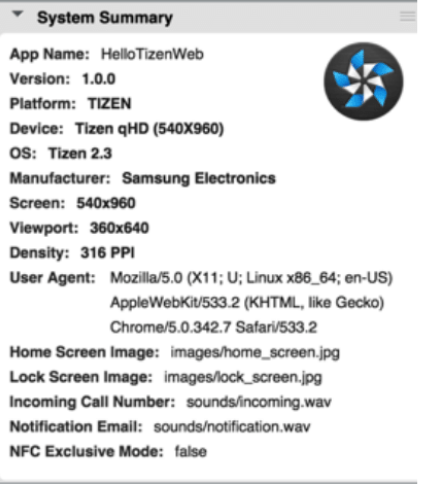 System Summary
App Name: HelloTizenWeb
Version: 1.0.0
Platform: TIZEN
Device: Tizen qHD (540X960)
OS: Tizen 2.3
Manufacturer: Samsung Electronics
Screen: 540x960
Viewport: 360x640
Density: 316 PPI
User Agent: Mozilla/5.0 (X11; U; Linux x86_64; en-US)
AppleWebKit/533.2 (KHTML, like Gecko)
Chrome/5.0.342.7 Safari/533.2
Home Screen Image: images/home_screen.jpg
Lock Screen Image: images/lock_screen.jpg
Incoming Call Number: sounds/incoming.wav
Notification Email: sounds/notification.wav
NFC Exclusive Mode: false